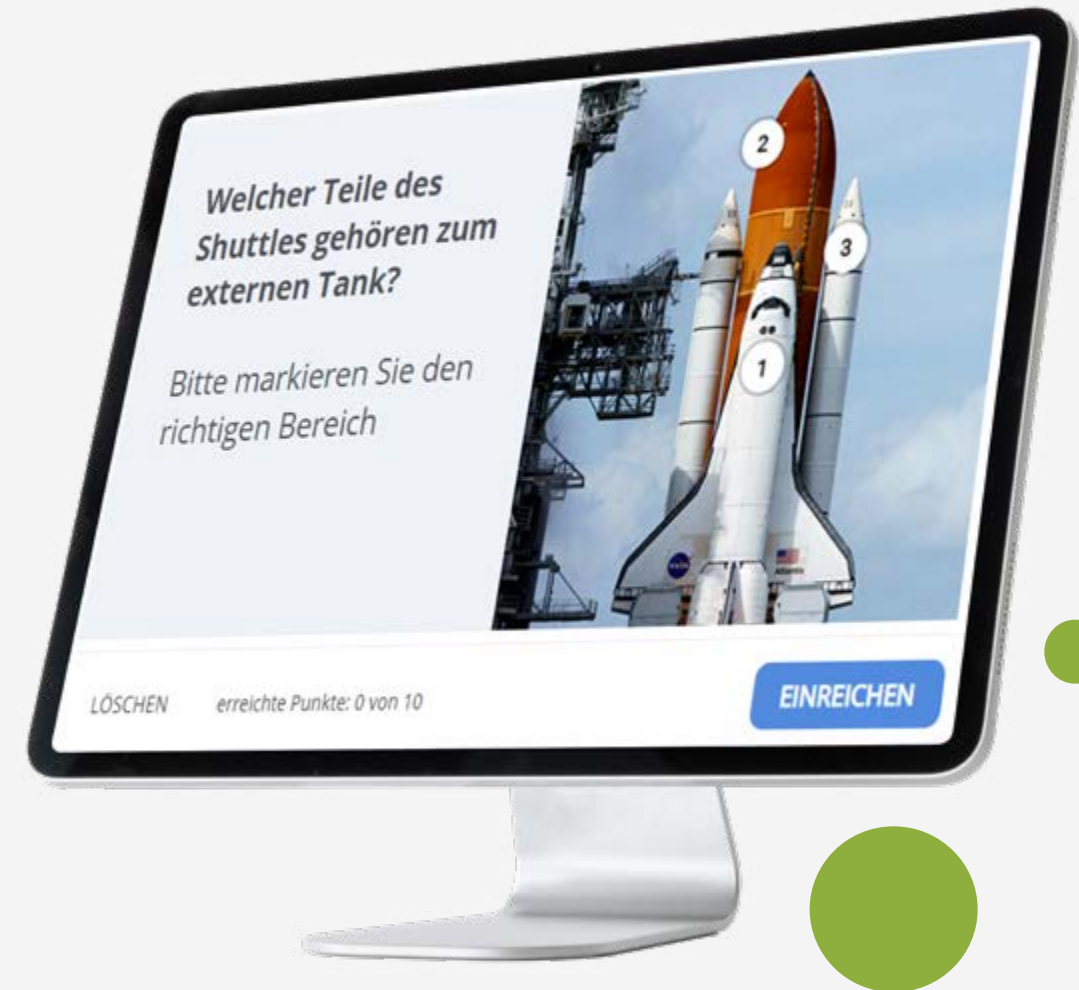 Welcher Teile des
Shuttles gehören zum
externen Tank?
Bitte markieren Sie den
richtigen Bereich
2
3
1
LÖSCHEN
erreichte Punkte: 0 von 10
EINREICHEN